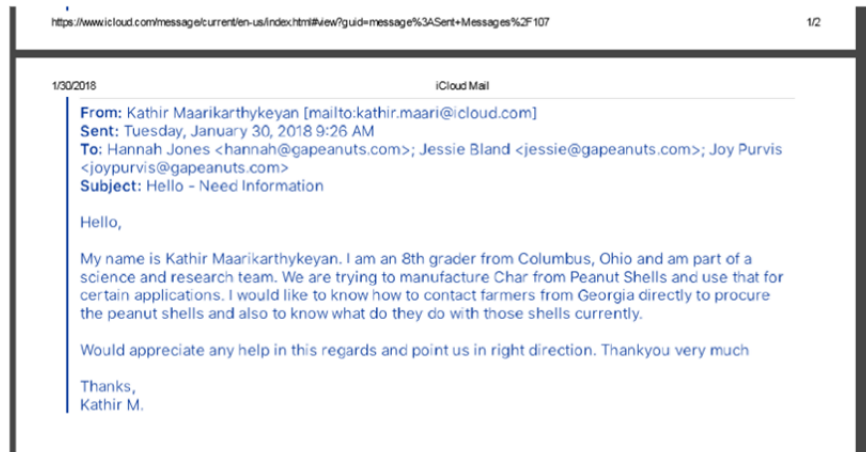 https://www.icloud.com/message/current/en-us/index.html#view?guid=message%3ASent+Messages%2F107 1/2
1/30/2018 iCloud Mail
From: Kathir Maarikarthykeyan [mailto:kathir.maari@icloud.com]
Sent: Tuesday, January 30, 2018 9:26 AM
To: Hannah Jones <hannah@gapeanuts.com>; Jessie Bland <jessie@gapeanuts.com>; Joy Purvis
<joypurvis@gapeanuts.com>
Subject: Hello - Need Information
Hello,
My name is Kathir Maarikarthykeyan. I am an 8th grader from Columbus, Ohio and am part of a
science and research team. We are trying to manufacture Char from Peanut Shells and use that for
certain applications. I would like to know how to contact farmers from Georgia directly to procure
the peanut shells and also to know what do they do with those shells currently.
Would appreciate any help in this regards and point us in right direction. Thankyou very much
Thanks,
Kathir M.